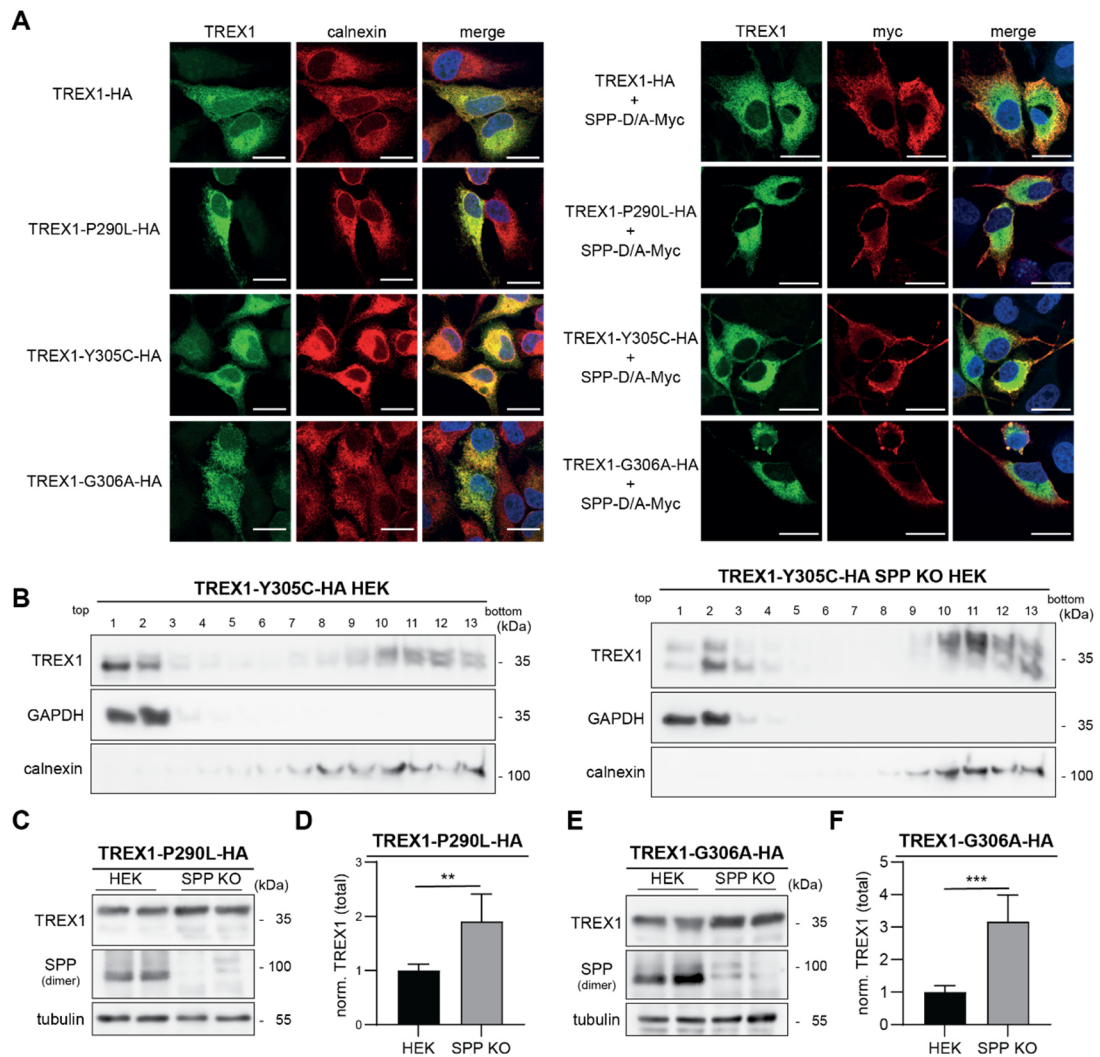 A
TREX1 calnexin merge
TREX1-HA
TREX1-P290L-HA
TREX1-Y305C-HA
TREX1-G306A-HA
TREX1 myc merge
TREX1-HA
+
SPP-D/A-Myc
TREX1-P290L-HA
+
SPP-D/A-Myc
TREX1-Y305C-HA
+
SPP-D/A-Myc
TREX1-G306A-HA
+
SPP-D/A-Myc
B
TREX1-Y305C-HA HEK
top bottom
1 2 3 4 5 6 7 8 9 10 11 12 13 (kDa)
TREX1 - 35
GAPDH - 35
calnexin - 100
TREX1-Y305C-HA SPP KO HEK
top bottom
1 2 3 4 5 6 7 8 9 10 11 12 13 (kDa)
TREX1 - 35
GAPDH - 35
calnexin - 100
C
TREX1-P290L-HA
HEK SPP KO (kDa)
TREX1 - 35
SPP - 100
(dimer)
tubulin - 55
D
TREX1-P290L-HA
norm. TREX1 (total)
3
2
1
0
**
HEK SPP KO
E
TREX1-G306A-HA
HEK SPP KO (kDa)
TREX1 - 35
SPP - 100
(dimer)
tubulin - 55
F
TREX1-G306A-HA
norm. TREX1 (total)
5
4
3
2
1
0
***
HEK SPP KO